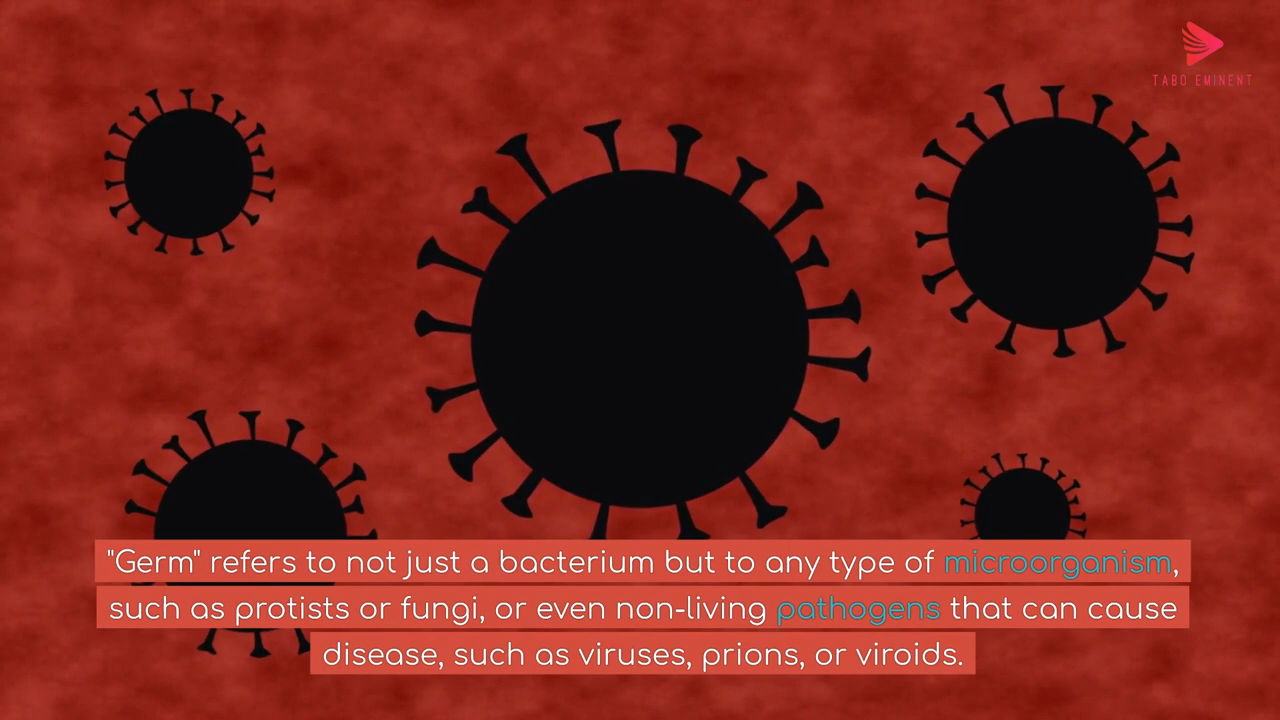 TABO EMINENT
"Germ" refers to not just a bacterium but to any type of microorganism,
such as protists or fungi, or even non-living pathogens that can cause
disease, such as viruses, prions, or viroids.